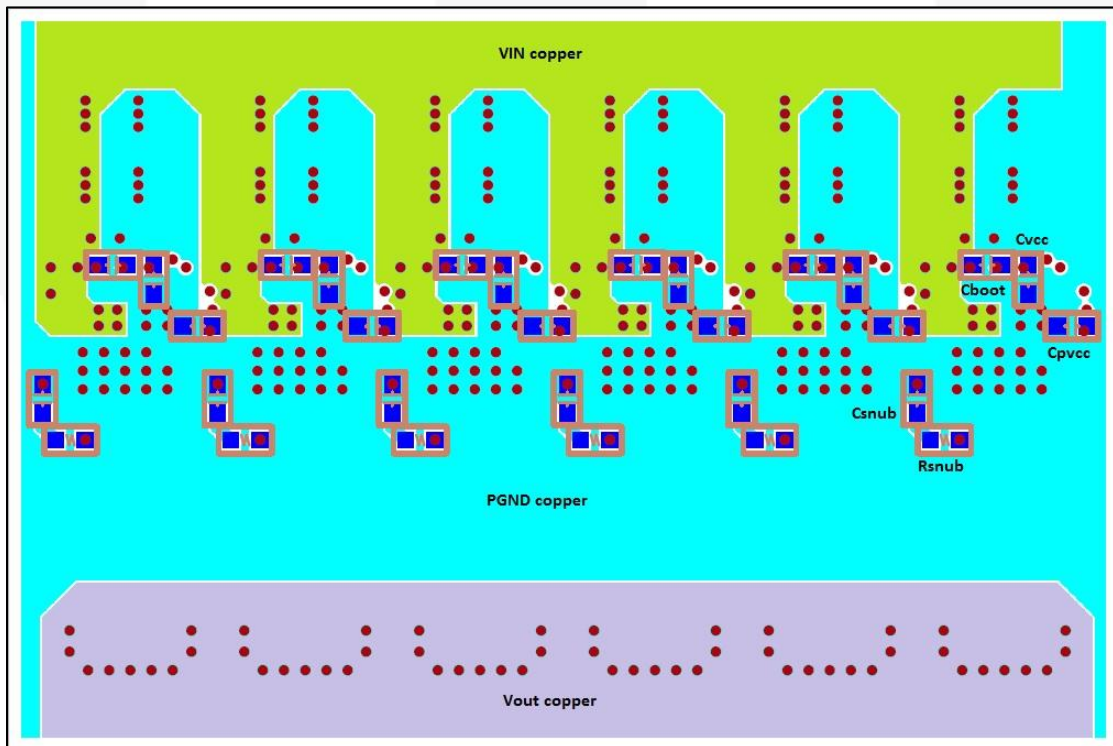 VIN copper
Cvcc
Cboot
Cpvcc
Csnub
Rsnub
PGND copper
Vout copper